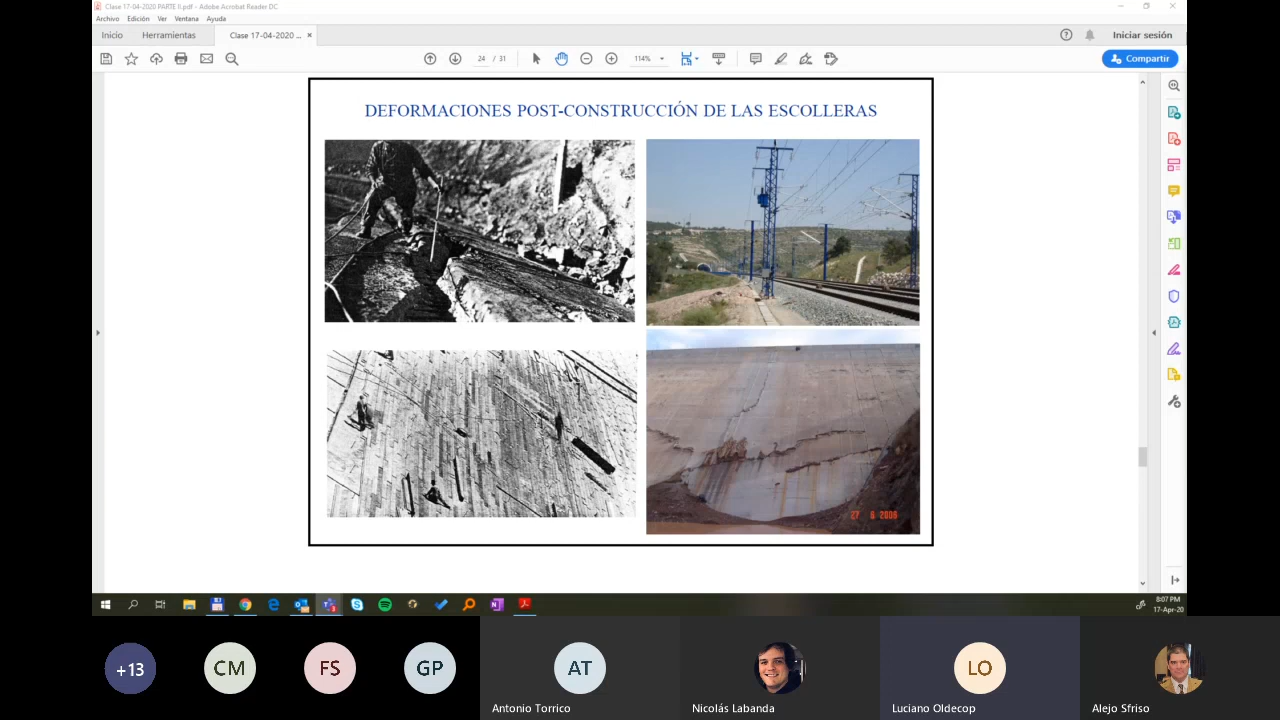 Clase 17-04-2020 PARTE II.pdf - Adobe Acrobat Reader DC
Archivo Edición Ver Ventana Ayuda
Inicio Herramientas Clase 17-04-2020 ... × Iniciar sesión
24 / 31 114% Compartir
DEFORMACIONES POST-CONSTRUCCIÓN DE LAS ESCOLLERAS
27 6 2008
8:07 PM
17-Apr-20
+13 CM FS GP AT LO
Antonio Torrico Nicolás Labanda Luciano Oldecop Alejo Sfriso